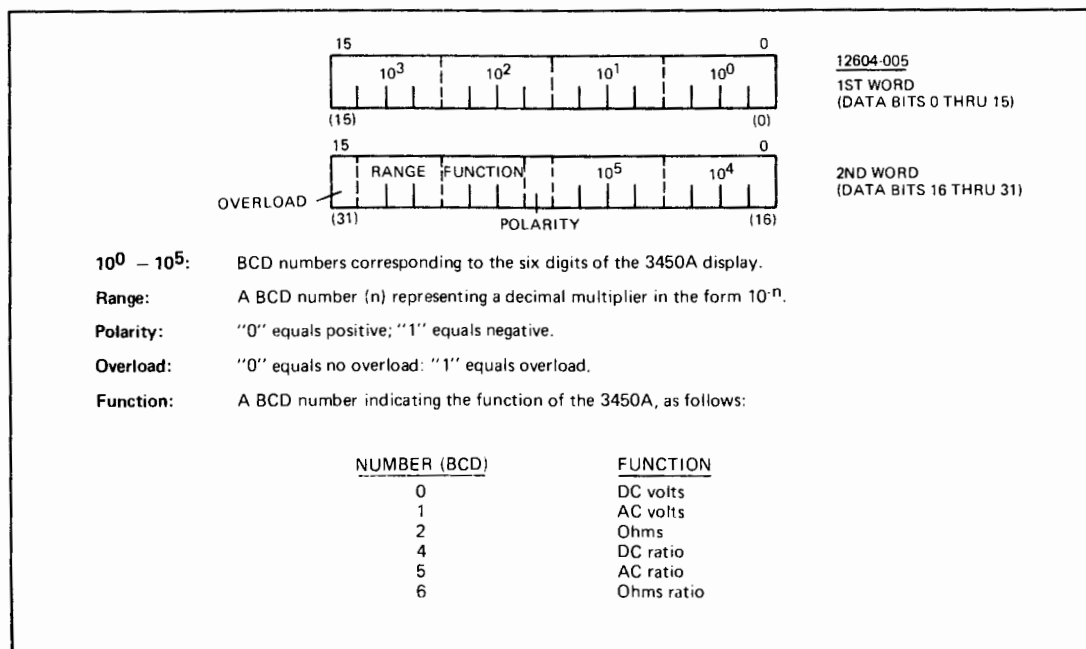 15 0
10³ 10² 10¹ 10⁰
(15) (0)
12604-005
1ST WORD
(DATA BITS 0 THRU 15)
15 0
RANGE FUNCTION 10⁵ 10⁴
OVERLOAD
(31) POLARITY (16)
2ND WORD
(DATA BITS 16 THRU 31)
10⁰ – 10⁵: BCD numbers corresponding to the six digits of the 3450A display.
Range: A BCD number (n) representing a decimal multiplier in the form 10⁻ⁿ.
Polarity: "0" equals positive; "1" equals negative.
Overload: "0" equals no overload: "1" equals overload.
Function: A BCD number indicating the function of the 3450A, as follows:
NUMBER (BCD) FUNCTION
0 DC volts
1 AC volts
2 Ohms
4 DC ratio
5 AC ratio
6 Ohms ratio